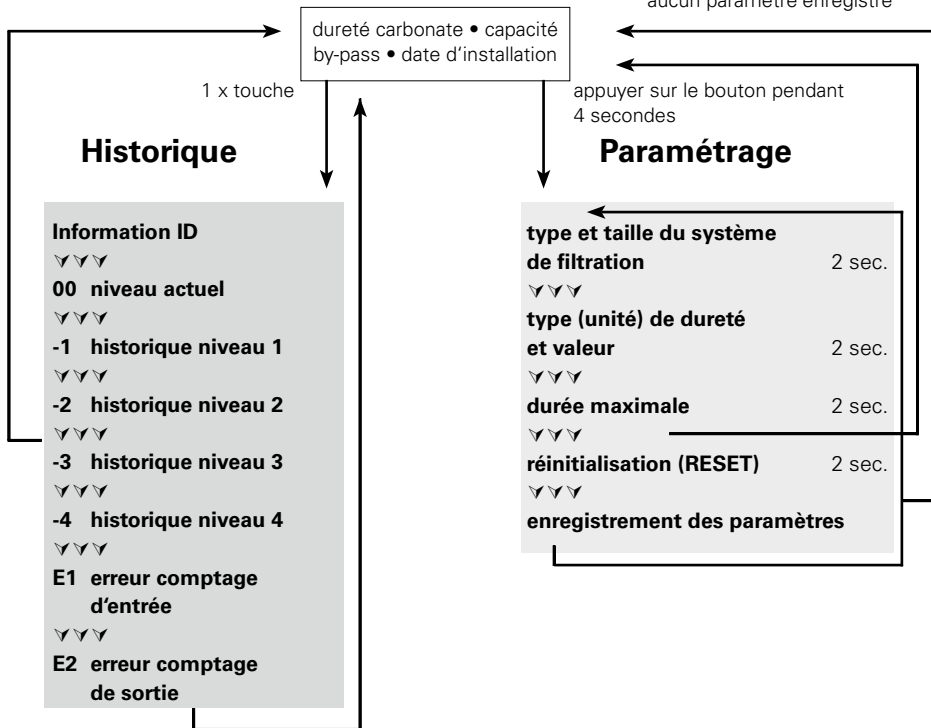 aucun paramètre enregistré
dureté carbonate • capacité
by-pass • date d‘installation
1 x touche
appuyer sur le bouton pendant
4 secondes
Historique
Information ID
00 niveau actuel
-1 historique niveau 1
-2 historique niveau 2
-3 historique niveau 3
-4 historique niveau 4
E1 erreur comptage
d‘entrée
E2 erreur comptage
de sortie
Paramétrage
type et taille du système
de filtration 2 sec.
type (unité) de dureté
et valeur 2 sec.
durée maximale 2 sec.
réinitialisation (RESET) 2 sec.
enregistrement des paramètres